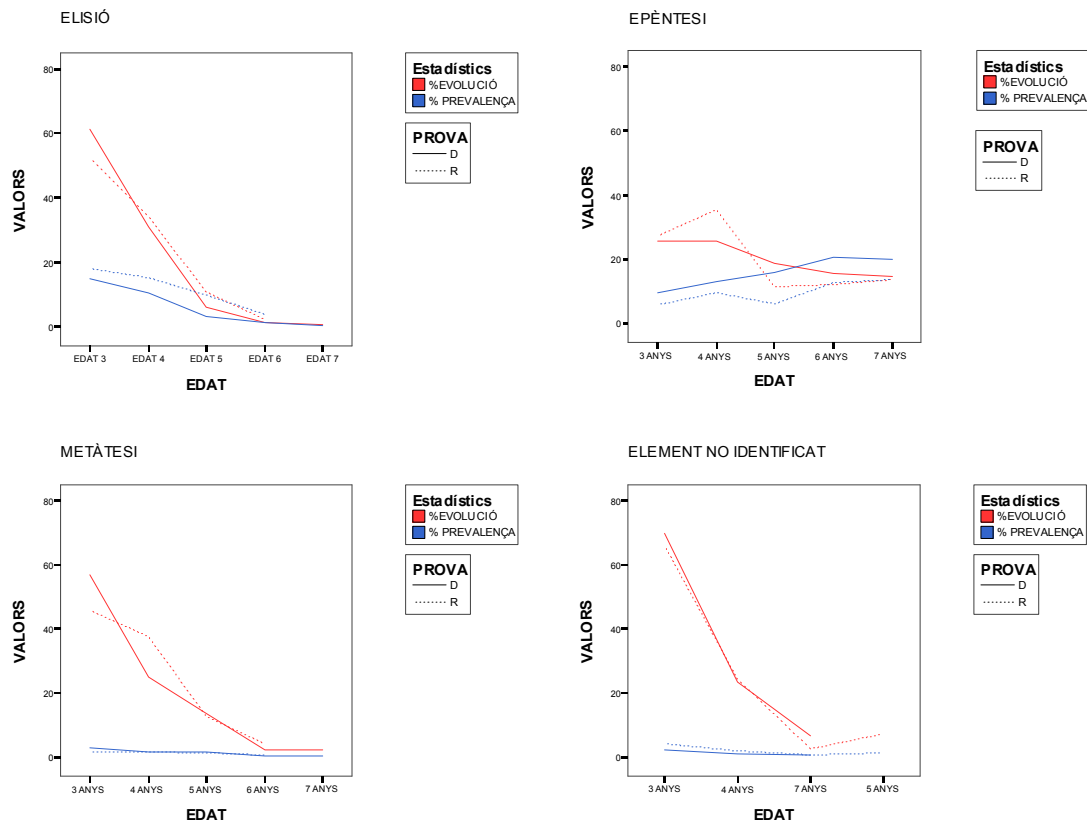 ELISIÓ
80
60
40
20
0
VALORS
EDAT 3 EDAT 4 EDAT 5 EDAT 6 EDAT 7
EDAT
Estadístics
%EVOLUCIÓ
% PREVALENÇA
PROVA
D
R
EPÈNTESI
80
60
40
20
0
VALORS
3 ANYS 4 ANYS 5 ANYS 6 ANYS 7 ANYS
EDAT
Estadístics
%EVOLUCIÓ
% PREVALENÇA
PROVA
D
R
METÀTESI
80
60
40
20
0
VALORS
3 ANYS 4 ANYS 5 ANYS 6 ANYS 7 ANYS
EDAT
Estadístics
%EVOLUCIÓ
% PREVALENÇA
PROVA
D
R
ELEMENT NO IDENTIFICAT
80
60
40
20
0
VALORS
3 ANYS 4 ANYS 7 ANYS 5 ANYS
EDAT
Estadístics
%EVOLUCIÓ
% PREVALENÇA
PROVA
D
R